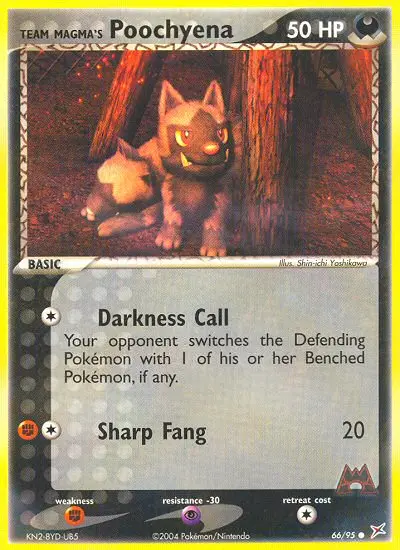 TEAM MAGMA'S Poochyena 50 HP
Illus. Shin-ichi Yoshikawa
BASIC
Darkness Call
Your opponent switches the Defending
Pokémon with 1 of his or her Benched
Pokémon, if any.
Sharp Fang 20
weakness resistance -30 retreat cost
KN2-8YD-UB5 ©2004 Pokémon/Nintendo 66/95